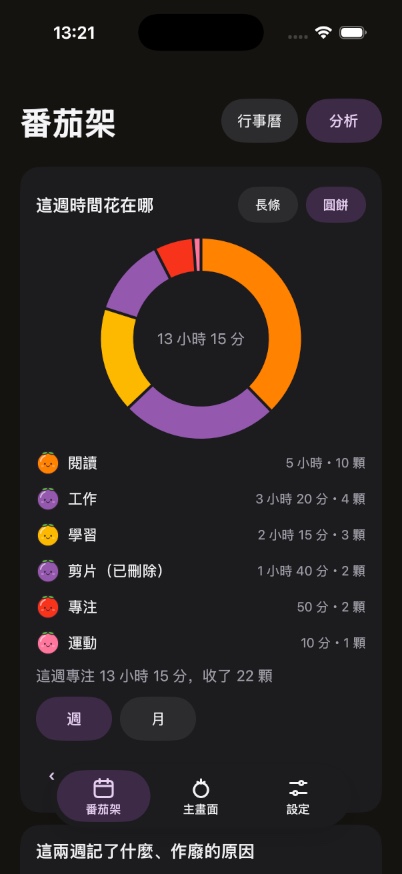 13:21
番茄架
行事曆
分析
這週時間花在哪
長條
圓餅
13 小時 15 分
閱讀
5 小時・10 顆
工作
3 小時 20 分・4 顆
學習
2 小時 15 分・3 顆
剪片（已刪除）
1 小時 40 分・2 顆
專注
50 分・2 顆
運動
10 分・1 顆
這週專注 13 小時 15 分，收了 22 顆
週
月
番茄架
主畫面
設定
這兩週記了什麼、作廢的原因